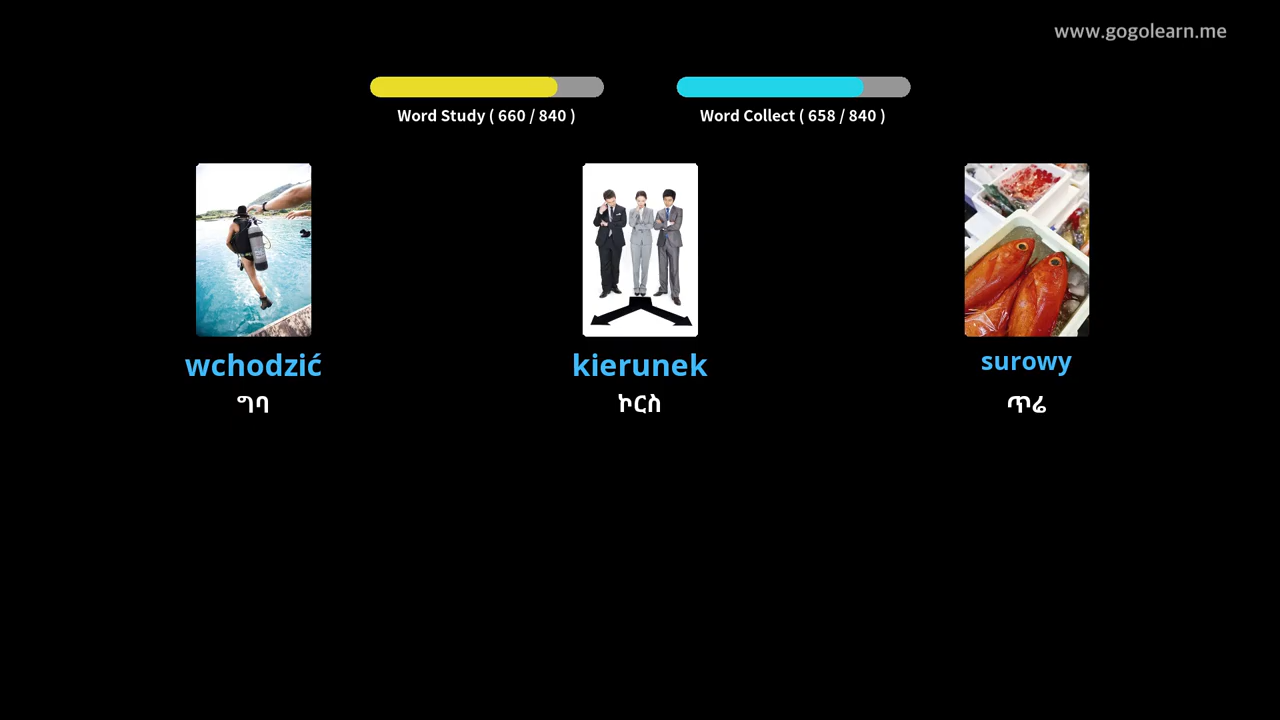 www.gogolearn.me
Word Study ( 660 / 840 )
Word Collect ( 658 / 840 )
wchodzić
ግባ
kierunek
ኮርስ
surowy
ጥሬ